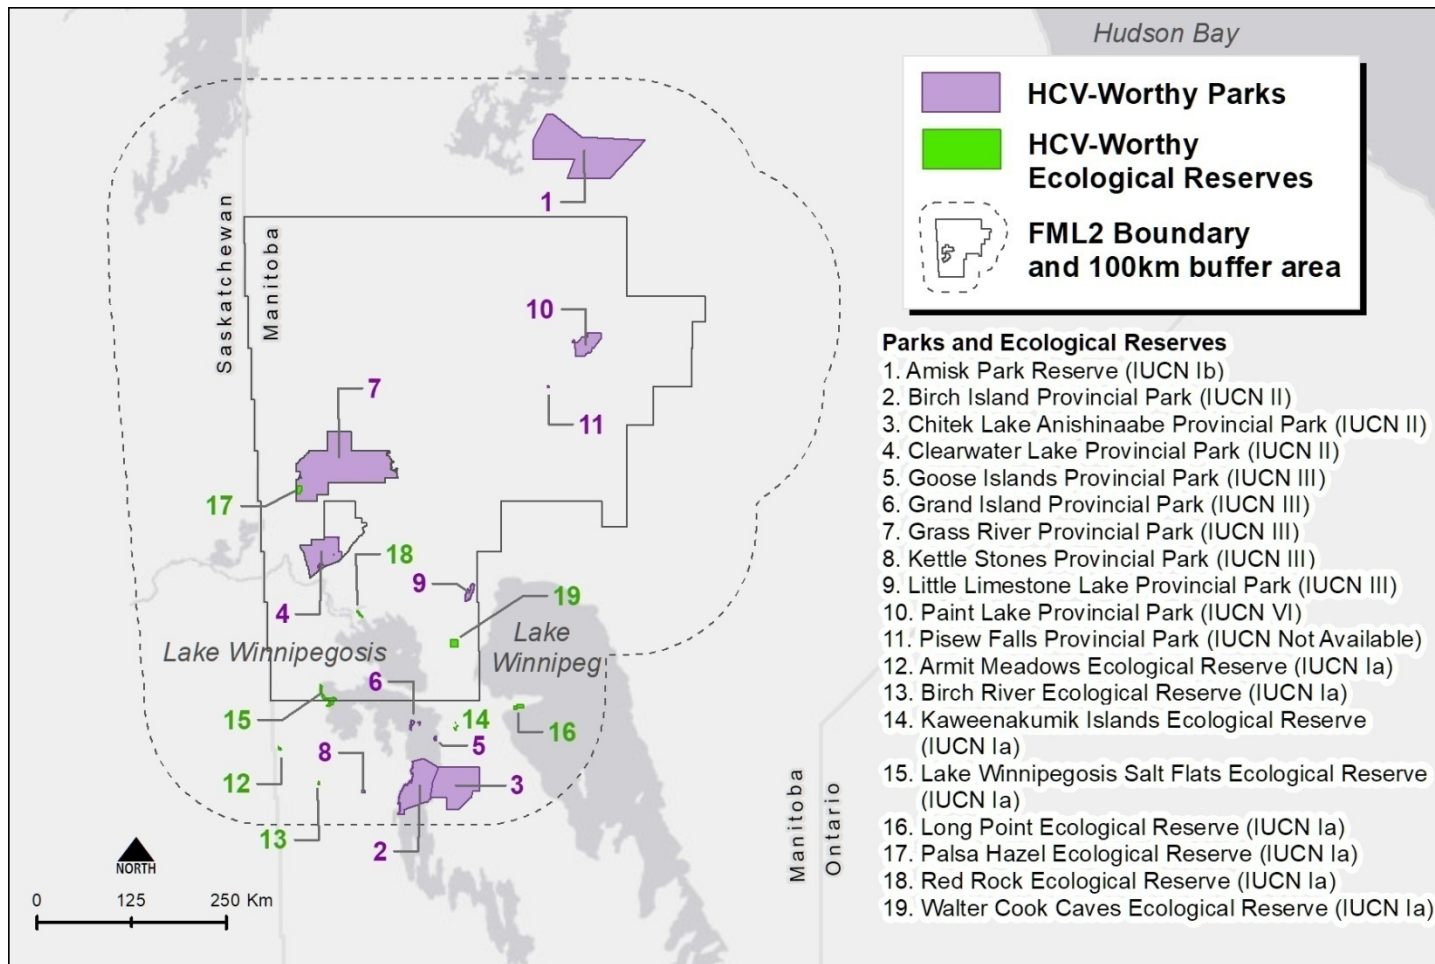 Hudson Bay
HCV-Worthy Parks
HCV-Worthy
Ecological Reserves
FML2 Boundary
and 100km buffer area
Parks and Ecological Reserves
1. Amisk Park Reserve (IUCN Ib)
2. Birch Island Provincial Park (IUCN II)
3. Chitek Lake Anishinaabe Provincial Park (IUCN II)
4. Clearwater Lake Provincial Park (IUCN II)
5. Goose Islands Provincial Park (IUCN III)
6. Grand Island Provincial Park (IUCN III)
7. Grass River Provincial Park (IUCN III)
8. Kettle Stones Provincial Park (IUCN III)
9. Little Limestone Lake Provincial Park (IUCN III)
10. Paint Lake Provincial Park (IUCN VI)
11. Pisew Falls Provincial Park (IUCN Not Available)
12. Armit Meadows Ecological Reserve (IUCN Ia)
13. Birch River Ecological Reserve (IUCN Ia)
14. Kaweenakumik Islands Ecological Reserve
(IUCN Ia)
15. Lake Winnipegosis Salt Flats Ecological Reserve
(IUCN Ia)
16. Long Point Ecological Reserve (IUCN Ia)
17. Palsa Hazel Ecological Reserve (IUCN Ia)
18. Red Rock Ecological Reserve (IUCN Ia)
19. Walter Cook Caves Ecological Reserve (IUCN Ia)
1
Saskatchewan
Manitoba
10
7
11
17
18
9
19
4
Lake Winnipegosis
Lake
Winnipeg
6
15
14
16
5
8
12
3
13
2
Manitoba
Ontario
NORTH
0 125 250 Km